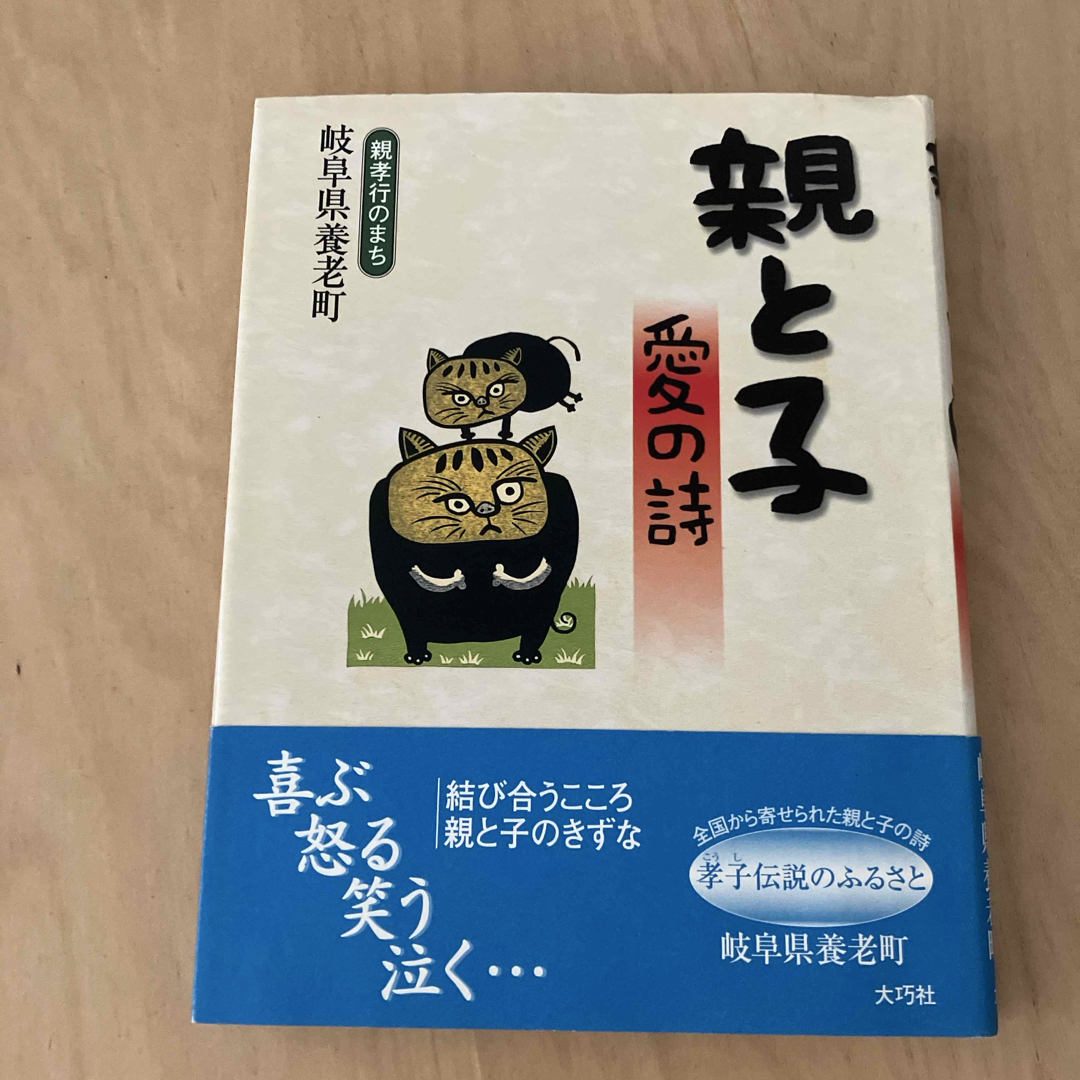 親と子
愛の詩
親孝行のまち
岐阜県養老町
喜ぶ
怒る
笑う
泣く…
結び合うこころ
親と子のきずな
全国から寄せられた親と子の詩
こうし
孝子伝説のふるさと
岐阜県養老町
大巧社